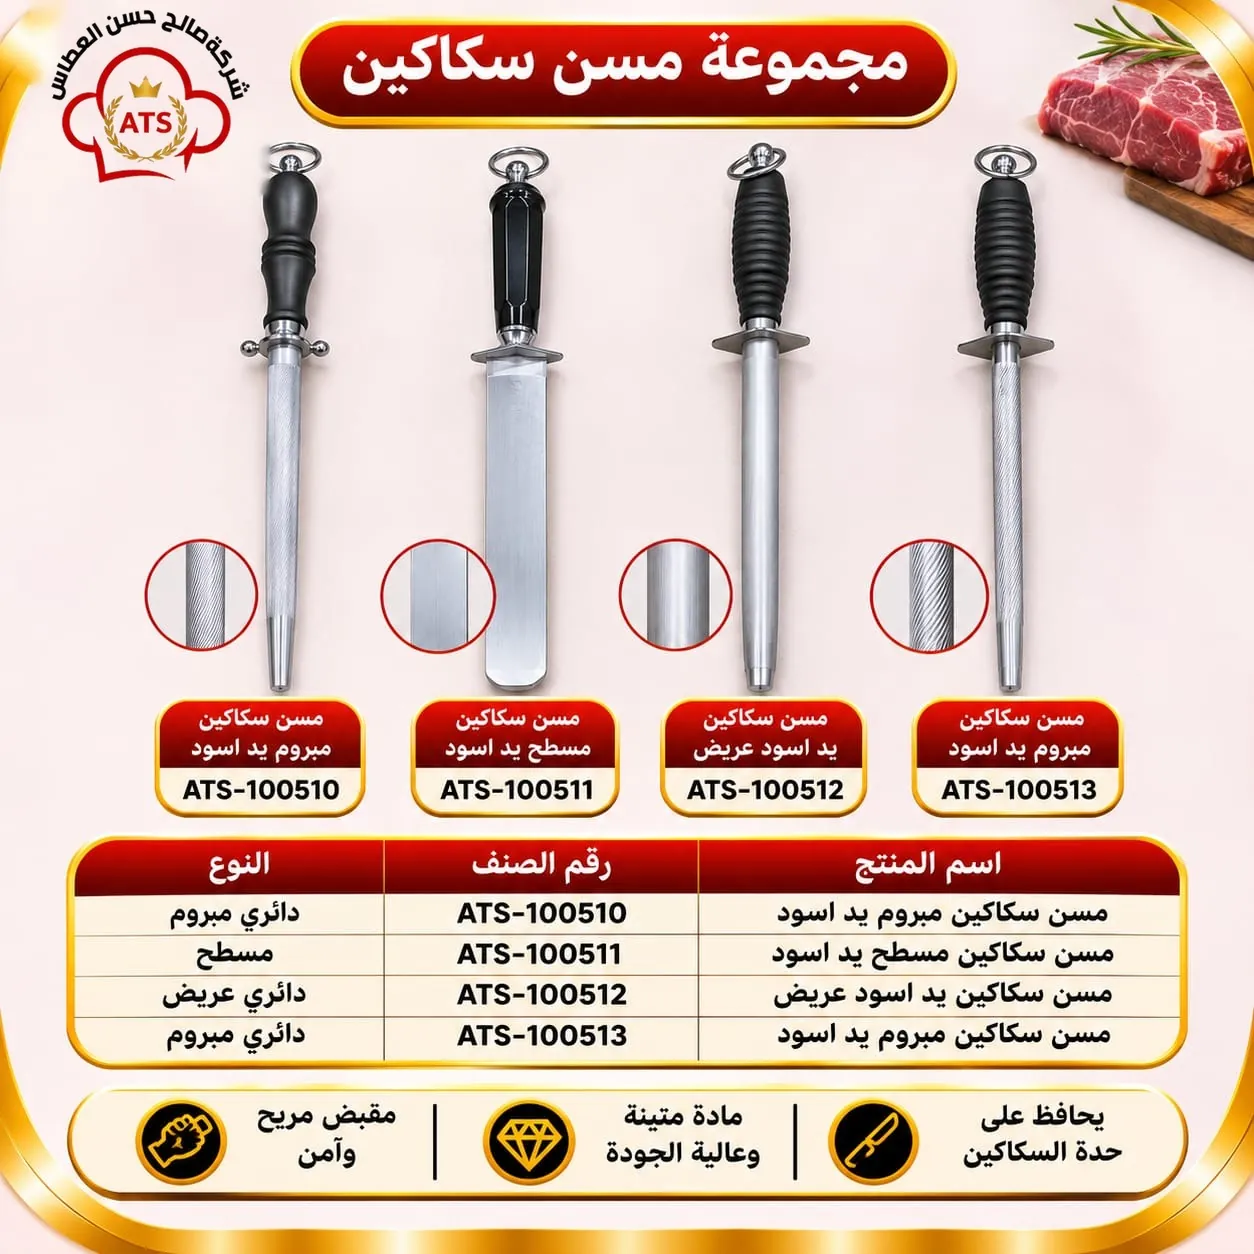 شركة صالح حسن العطاس
ATS
مجموعة مسن سكاكين
مسن سكاكين
مبروم يد اسود
ATS-100510
مسن سكاكين
مسطح يد اسود
ATS-100511
مسن سكاكين
يد اسود عريض
ATS-100512
مسن سكاكين
مبروم يد اسود
ATS-100513
اسم المنتج رقم الصنف النوع
مسن سكاكين مبروم يد اسود ATS-100510 دائري مبروم
مسن سكاكين مسطح يد اسود ATS-100511 مسطح
مسن سكاكين يد اسود عريض ATS-100512 دائري عريض
مسن سكاكين مبروم يد اسود ATS-100513 دائري مبروم
يحافظ على
حدة السكاكين
مادة متينة
وعالية الجودة
مقبض مريح
وآمن